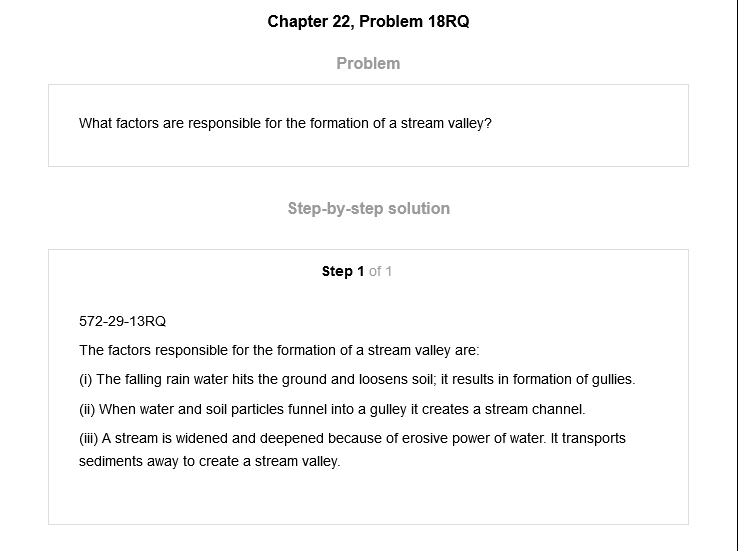 Chapter 22, Problem 18RQ
Problem
What factors are responsible for the formation of a stream valley?
Step-by-step solution
Step 1 of 1
572-29-13RQ
The factors responsible for the formation of a stream valley are:
(i) The falling rain water hits the ground and loosens soil; it results in formation of gullies.
(ii) When water and soil particles funnel into a gulley it creates a stream channel.
(iii) A stream is widened and deepened because of erosive power of water. It transports
sediments away to create a stream valley.